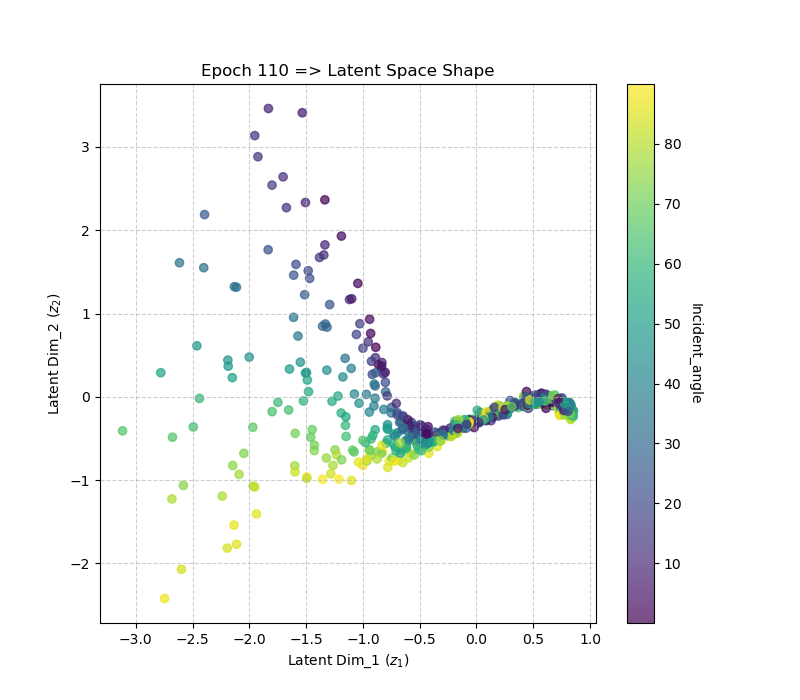 Epoch 110 => Latent Space Shape
3
2
1
0
−1
−2
Latent Dim_2 (z₂)
−3.0 −2.5 −2.0 −1.5 −1.0 −0.5 0.0 0.5 1.0
Latent Dim_1 (z₁)
80
70
60
50
40
30
20
10
Incident_angle